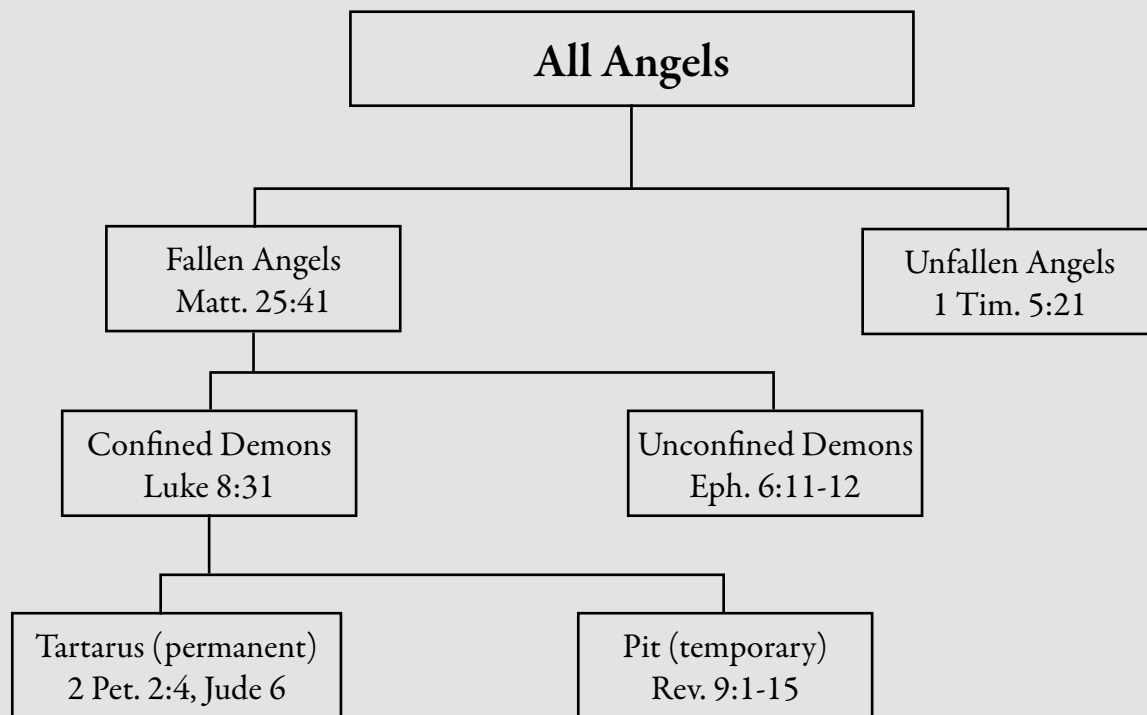 All Angels
Fallen Angels
Matt. 25:41
Unfallen Angels
1 Tim. 5:21
Confined Demons
Luke 8:31
Unconfined Demons
Eph. 6:11-12
Tartarus (permanent)
2 Pet. 2:4, Jude 6
Pit (temporary)
Rev. 9:1-15